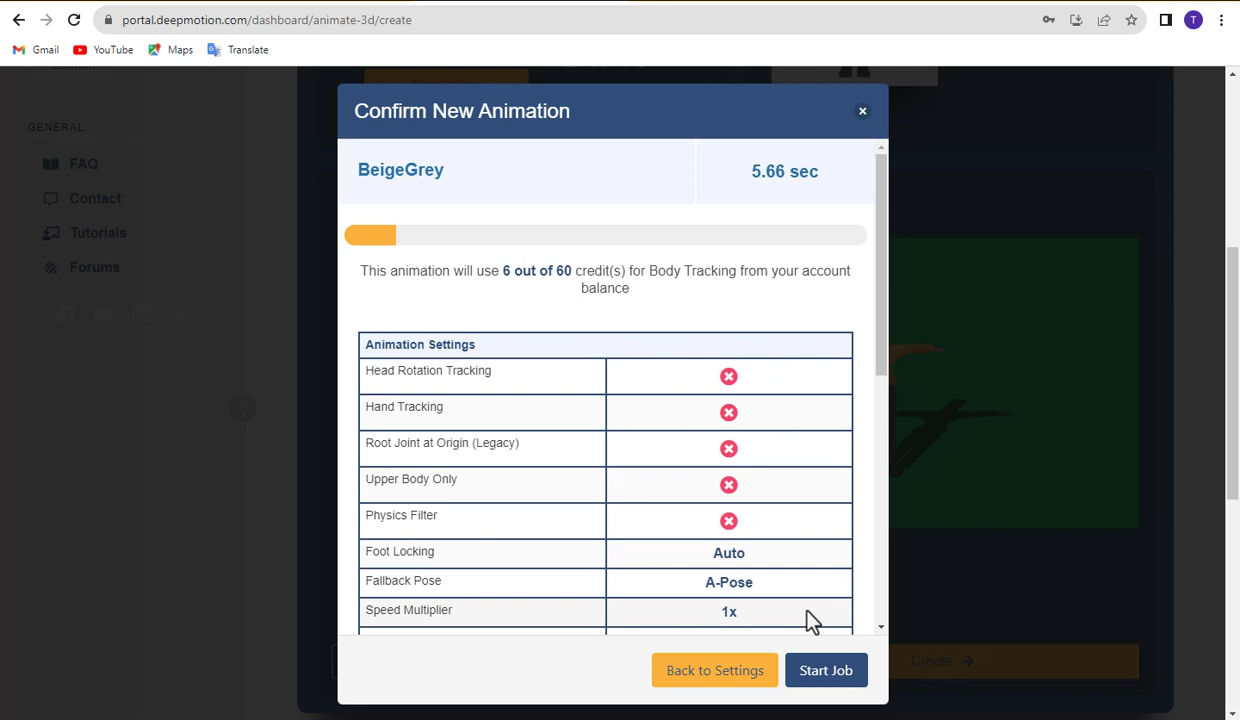 portal.deepmotion.com/dashboard/animate-3d/create
T
Gmail
YouTube
Maps
Translate
GENERAL
FAQ
Contact
Tutorials
Forums
Confirm New Animation
BeigeGrey
5.66 sec
This animation will use 6 out of 60 credit(s) for Body Tracking from your account
balance
Animation Settings
Head Rotation Tracking
Hand Tracking
Root Joint at Origin (Legacy)
Upper Body Only
Physics Filter
Foot Locking
Auto
Fallback Pose
A-Pose
Speed Multiplier
1x
Back to Settings
Start Job
Create